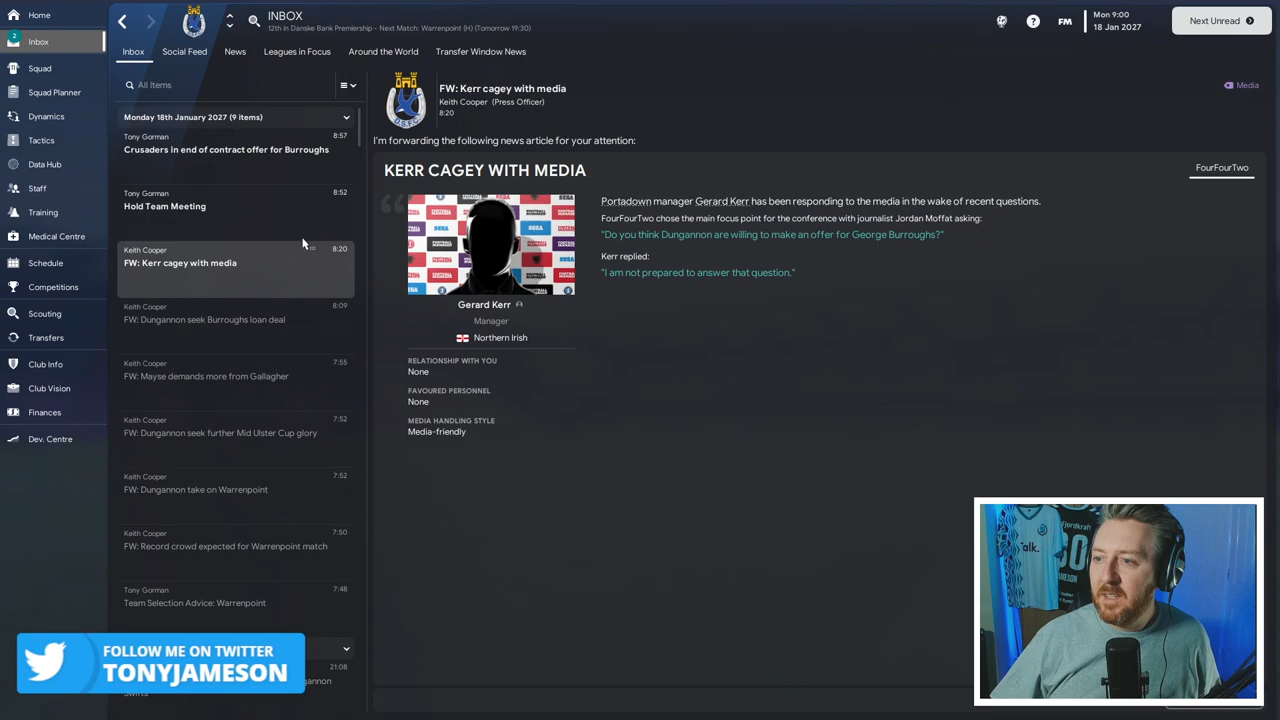 Home
2
Inbox
Squad
Squad Planner
Dynamics
Tactics
Data Hub
Staff
Training
Medical Centre
Schedule
Competitions
Scouting
Transfers
Club Info
Club Vision
Finances
Dev. Centre
INBOX
12th in Danske Bank Premiership - Next Match: Warrenpoint (H) (Tomorrow 19:30)
FM
Mon 9:00
18 Jan 2027
Next Unread
Inbox
Social Feed
News
Leagues in Focus
Around the World
Transfer Window News
All Items
Monday 18th January 2027 (9 items)
Tony Gorman
8:57
Crusaders in end of contract offer for Burroughs
Tony Gorman
8:52
Hold Team Meeting
Keith Cooper
8:20
FW: Kerr cagey with media
Keith Cooper
8:09
FW: Dungannon seek Burroughs loan deal
Keith Cooper
7:55
FW: Mayse demands more from Gallagher
Keith Cooper
7:52
FW: Dungannon seek further Mid Ulster Cup glory
Keith Cooper
7:52
FW: Dungannon take on Warrenpoint
Keith Cooper
7:50
FW: Record crowd expected for Warrenpoint match
Tony Gorman
7:48
Team Selection Advice: Warrenpoint
21:08
D.S.F.C.
FW: Kerr cagey with media
Keith Cooper (Press Officer)
8:20
Media
I'm forwarding the following news article for your attention:
KERR CAGEY WITH MEDIA
FourFourTwo
Portadown manager Gerard Kerr has been responding to the media in the wake of recent questions.
FourFourTwo chose the main focus point for the conference with journalist Jordan Moffat asking:
"Do you think Dungannon are willing to make an offer for George Burroughs?"
Kerr replied:
"I am not prepared to answer that question."
Gerard Kerr
Manager
Northern Irish
RELATIONSHIP WITH YOU
None
FAVOURED PERSONNEL
None
MEDIA HANDLING STYLE
Media-friendly
FOLLOW ME ON TWITTER
TONYJAMESON
Talk.
fjordkraft